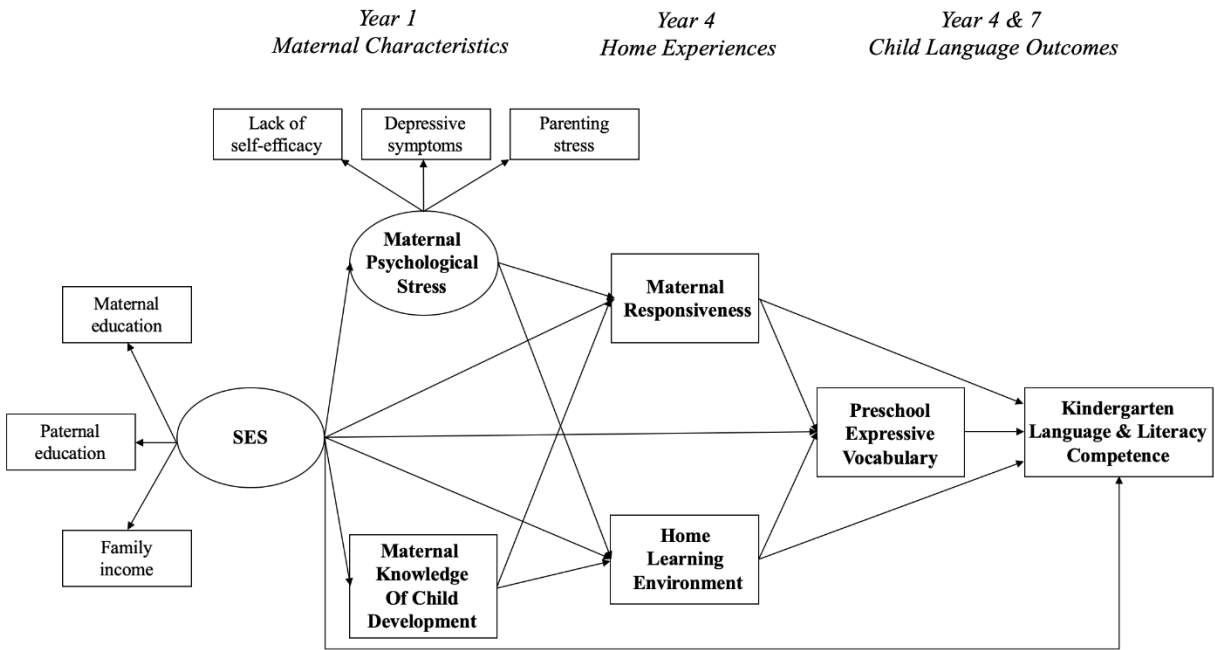 Year 1
Maternal Characteristics
Year 4
Home Experiences
Year 4 & 7
Child Language Outcomes
Lack of
self-efficacy
Depressive
symptoms
Parenting
stress
Maternal
Psychological
Stress
Maternal
Responsiveness
Maternal
education
Paternal
education
SES
Preschool
Expressive
Vocabulary
Kindergarten
Language & Literacy
Competence
Family
income
Maternal
Knowledge
Of Child
Development
Home
Learning
Environment